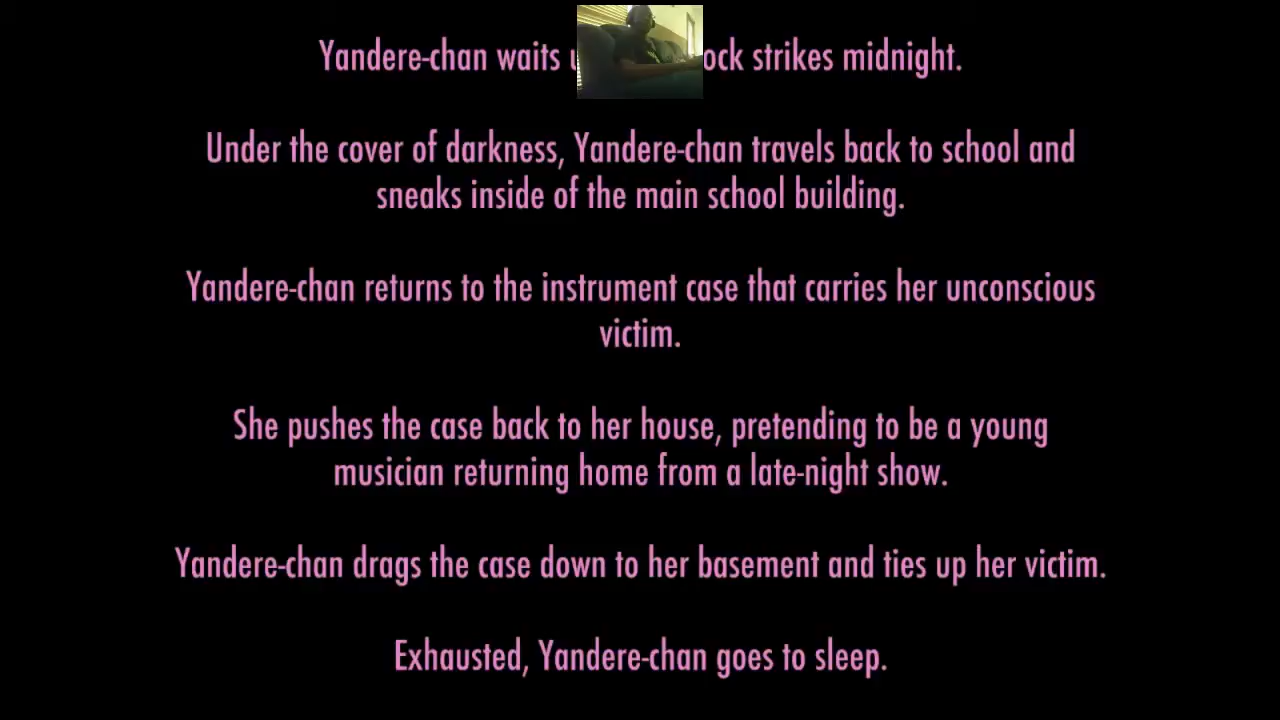 Yandere-chan waits ock strikes midnight.
Under the cover of darkness, Yandere-chan travels back to school and
sneaks inside of the main school building.
Yandere-chan returns to the instrument case that carries her unconscious
victim.
She pushes the case back to her house, pretending to be a young
musician returning home from a late-night show.
Yandere-chan drags the case down to her basement and ties up her victim.
Exhausted, Yandere-chan goes to sleep.